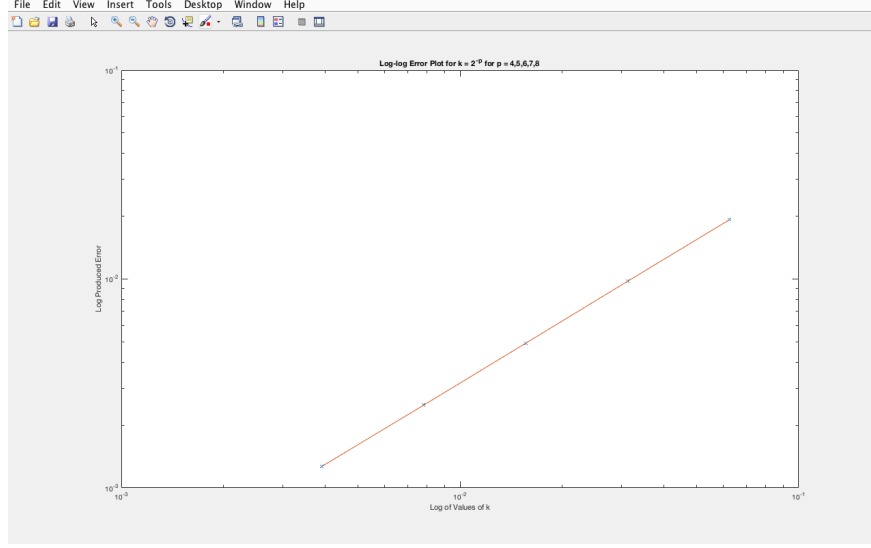 File Edit View Insert Tools Desktop Window Help
Log-log Error Plot for k = 2^-p for p = 4,5,6,7,8
10^-1
Log Produced Error
10^-2
10^-3
10^-3 10^-2 10^-1
Log of Values of k